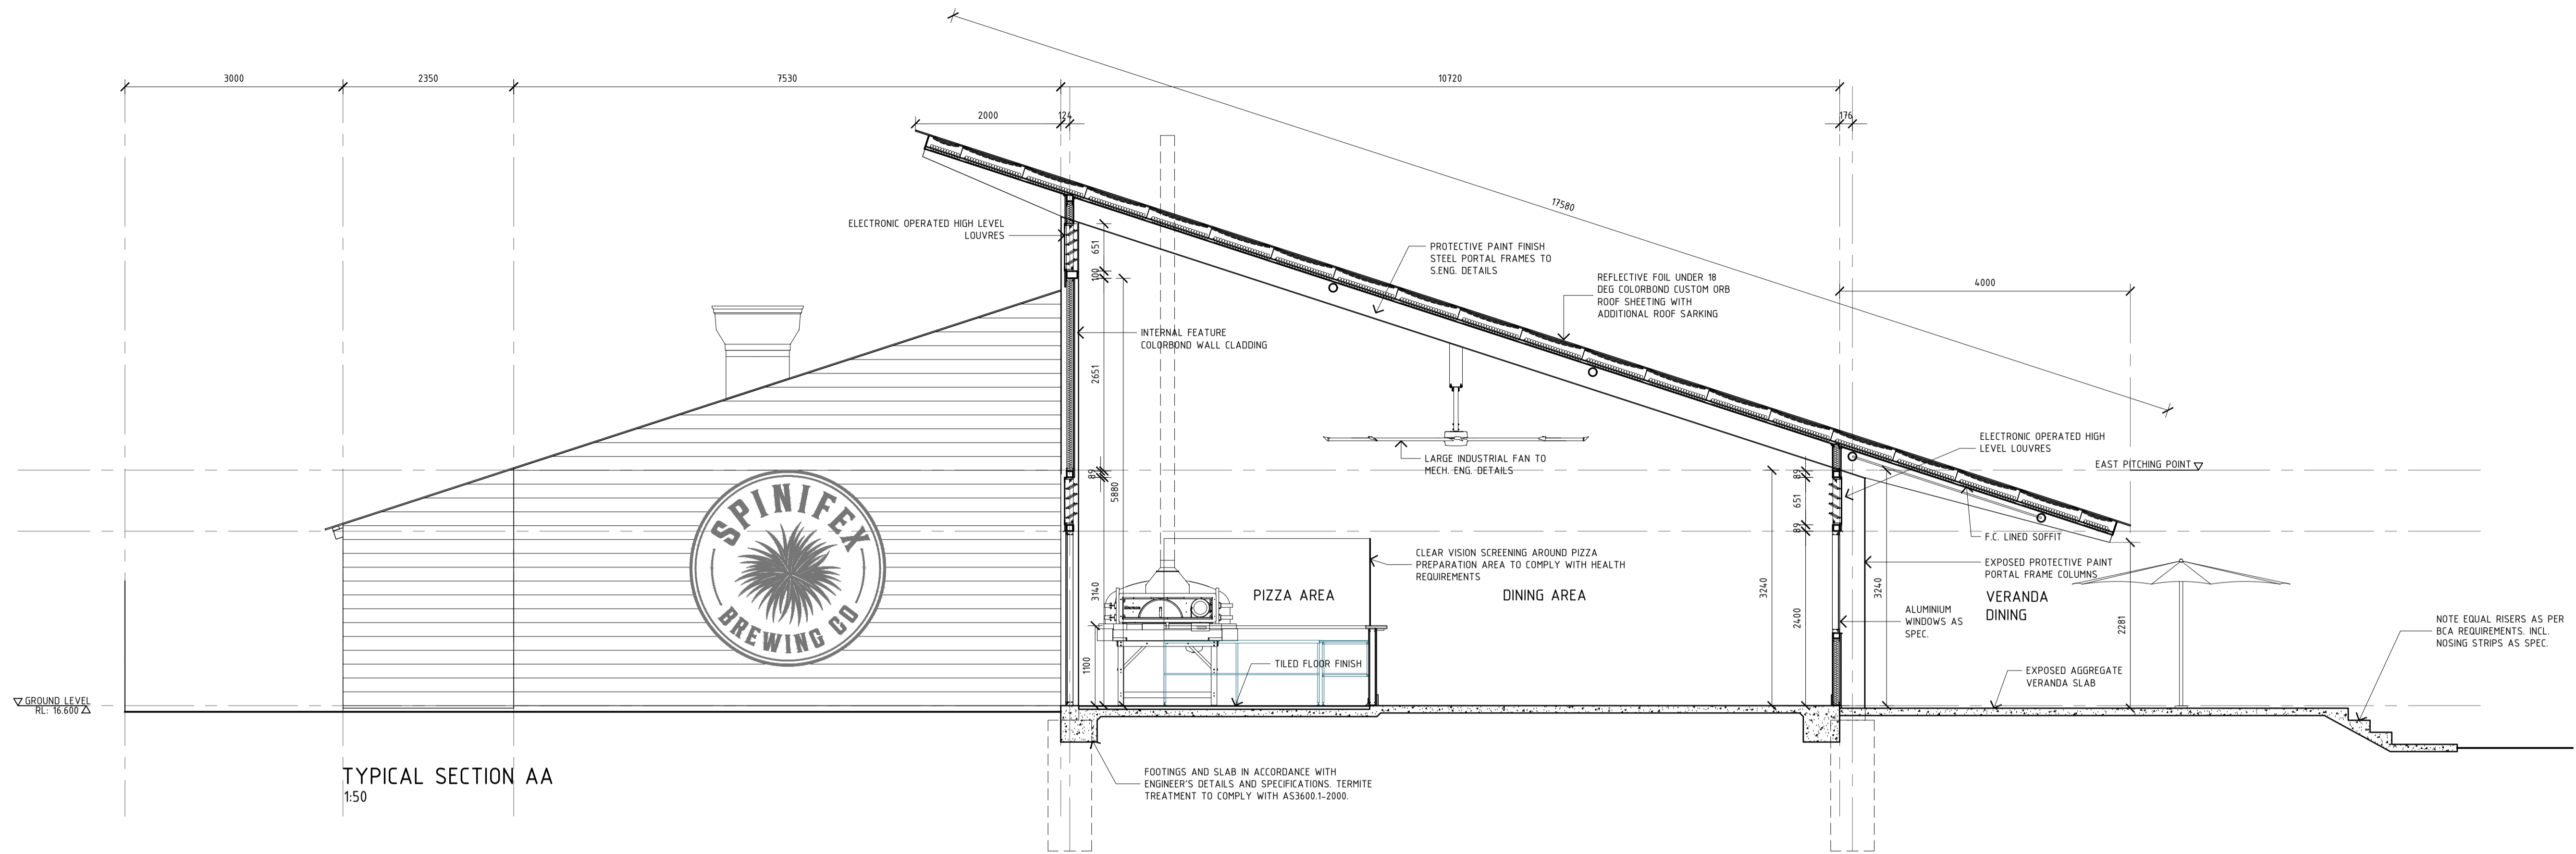 3000
2350
7530
10720
2000
124
176
17580
4000
ELECTRONIC OPERATED HIGH LEVEL
LOUVRES
651
100
PROTECTIVE PAINT FINISH
STEEL PORTAL FRAMES TO
S.ENG. DETAILS
REFLECTIVE FOIL UNDER 18
DEG COLORBOND CUSTOM ORB
ROOF SHEETING WITH
ADDITIONAL ROOF SARKING
INTERNAL FEATURE
COLORBOND WALL CLADDING
2651
LARGE INDUSTRIAL FAN TO
MECH. ENG. DETAILS
ELECTRONIC OPERATED HIGH
LEVEL LOUVRES
EAST PITCHING POINT
89
5880
89
651
89
SPINIFEX
BREWING CO
3140
1100
CLEAR VISION SCREENING AROUND PIZZA
PREPARATION AREA TO COMPLY WITH HEALTH
REQUIREMENTS
PIZZA AREA
DINING AREA
3240
2400
3240
F.C. LINED SOFFIT
EXPOSED PROTECTIVE PAINT
PORTAL FRAME COLUMNS
VERANDA
DINING
ALUMINIUM
WINDOWS AS
SPEC.
2281
NOTE EQUAL RISERS AS PER
BCA REQUIREMENTS. INCL.
NOSING STRIPS AS SPEC.
TILED FLOOR FINISH
EXPOSED AGGREGATE
VERANDA SLAB
GROUND LEVEL
RL: 16.600
TYPICAL SECTION AA
1:50
FOOTINGS AND SLAB IN ACCORDANCE WITH
ENGINEER'S DETAILS AND SPECIFICATIONS. TERMITE
TREATMENT TO COMPLY WITH AS3600.1-2000.